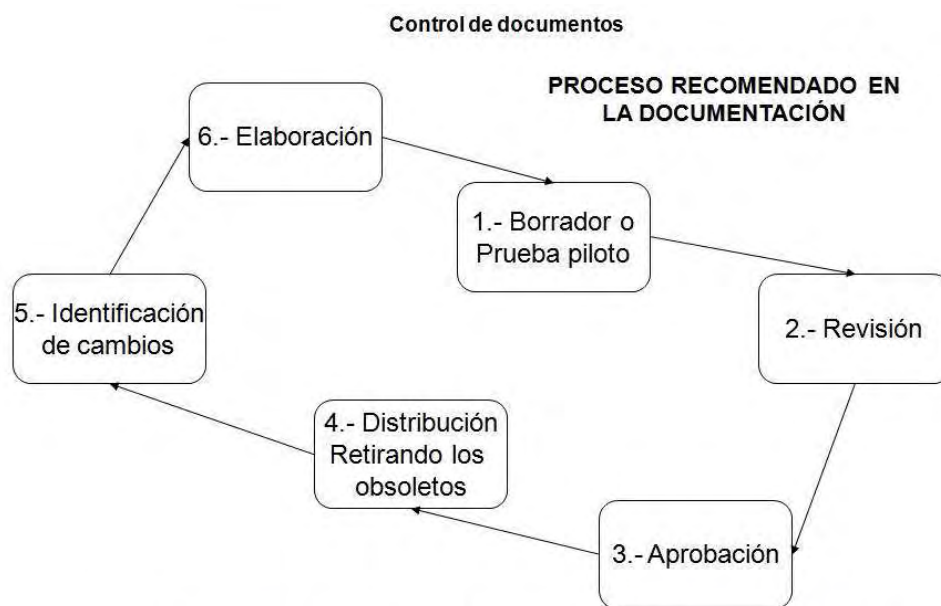 Control de documentos
PROCESO RECOMENDADO EN
LA DOCUMENTACIÓN
6.- Elaboración
1.- Borrador o
Prueba piloto
2.- Revisión
5.- Identificación
de cambios
4.- Distribución
Retirando los
obsoletos
3.- Aprobación